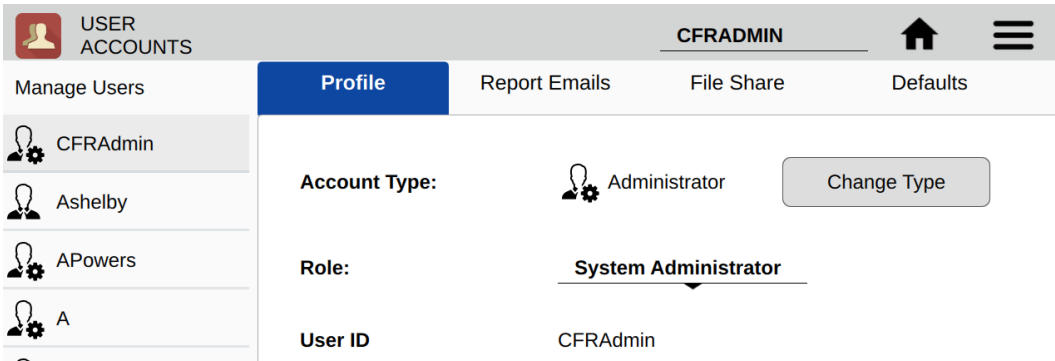 USER
ACCOUNTS
CFRADMIN
Manage Users
Profile
Report Emails
File Share
Defaults
CFRAdmin
Ashelby
APowers
A
Account Type:
Administrator
Change Type
Role:
System Administrator
User ID
CFRAdmin